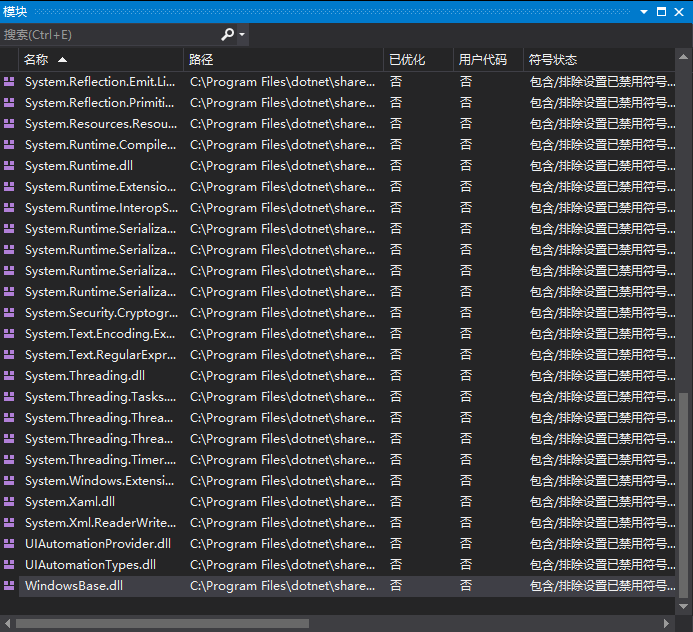 模块
搜索(Ctrl+E)
名称 路径 已优化 用户代码 符号状态
System.Reflection.Emit.Li... C:\Program Files\dotnet\share... 否 否 包含/排除设置已禁用符号...
System.Reflection.Primiti... C:\Program Files\dotnet\share... 否 否 包含/排除设置已禁用符号...
System.Resources.Resou... C:\Program Files\dotnet\share... 否 否 包含/排除设置已禁用符号...
System.Runtime.Compile... C:\Program Files\dotnet\share... 否 否 包含/排除设置已禁用符号...
System.Runtime.dll C:\Program Files\dotnet\share... 否 否 包含/排除设置已禁用符号...
System.Runtime.Extensio... C:\Program Files\dotnet\share... 否 否 包含/排除设置已禁用符号...
System.Runtime.InteropS... C:\Program Files\dotnet\share... 否 否 包含/排除设置已禁用符号...
System.Runtime.Serializa... C:\Program Files\dotnet\share... 否 否 包含/排除设置已禁用符号...
System.Runtime.Serializa... C:\Program Files\dotnet\share... 否 否 包含/排除设置已禁用符号...
System.Runtime.Serializa... C:\Program Files\dotnet\share... 否 否 包含/排除设置已禁用符号...
System.Runtime.Serializa... C:\Program Files\dotnet\share... 否 否 包含/排除设置已禁用符号...
System.Security.Cryptogr... C:\Program Files\dotnet\share... 否 否 包含/排除设置已禁用符号...
System.Text.Encoding.Ex... C:\Program Files\dotnet\share... 否 否 包含/排除设置已禁用符号...
System.Text.RegularExpr... C:\Program Files\dotnet\share... 否 否 包含/排除设置已禁用符号...
System.Threading.dll C:\Program Files\dotnet\share... 否 否 包含/排除设置已禁用符号...
System.Threading.Tasks.... C:\Program Files\dotnet\share... 否 否 包含/排除设置已禁用符号...
System.Threading.Threa... C:\Program Files\dotnet\share... 否 否 包含/排除设置已禁用符号...
System.Threading.Threa... C:\Program Files\dotnet\share... 否 否 包含/排除设置已禁用符号...
System.Threading.Timer.... C:\Program Files\dotnet\share... 否 否 包含/排除设置已禁用符号...
System.Windows.Extensi... C:\Program Files\dotnet\share... 否 否 包含/排除设置已禁用符号...
System.Xaml.dll C:\Program Files\dotnet\share... 否 否 包含/排除设置已禁用符号...
System.Xml.ReaderWrite... C:\Program Files\dotnet\share... 否 否 包含/排除设置已禁用符号...
UIAutomationProvider.dll C:\Program Files\dotnet\share... 否 否 包含/排除设置已禁用符号...
UIAutomationTypes.dll C:\Program Files\dotnet\share... 否 否 包含/排除设置已禁用符号...
WindowsBase.dll C:\Program Files\dotnet\share... 否 否 包含/排除设置已禁用符号...